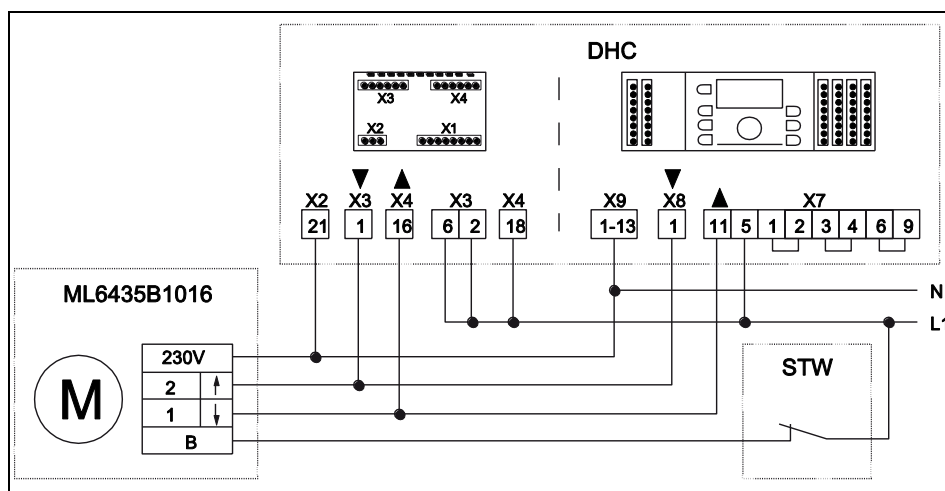 DHC
X3 X4
X2 X1
X2 X3 X4 X3 X4 X9 X8 X7
21 1 16 6 2 18 1-13 1 11 5 1 2 3 4 6 9
N
L1
ML6435B1016
STW
M
230V
2 ↑
1 ↓
B